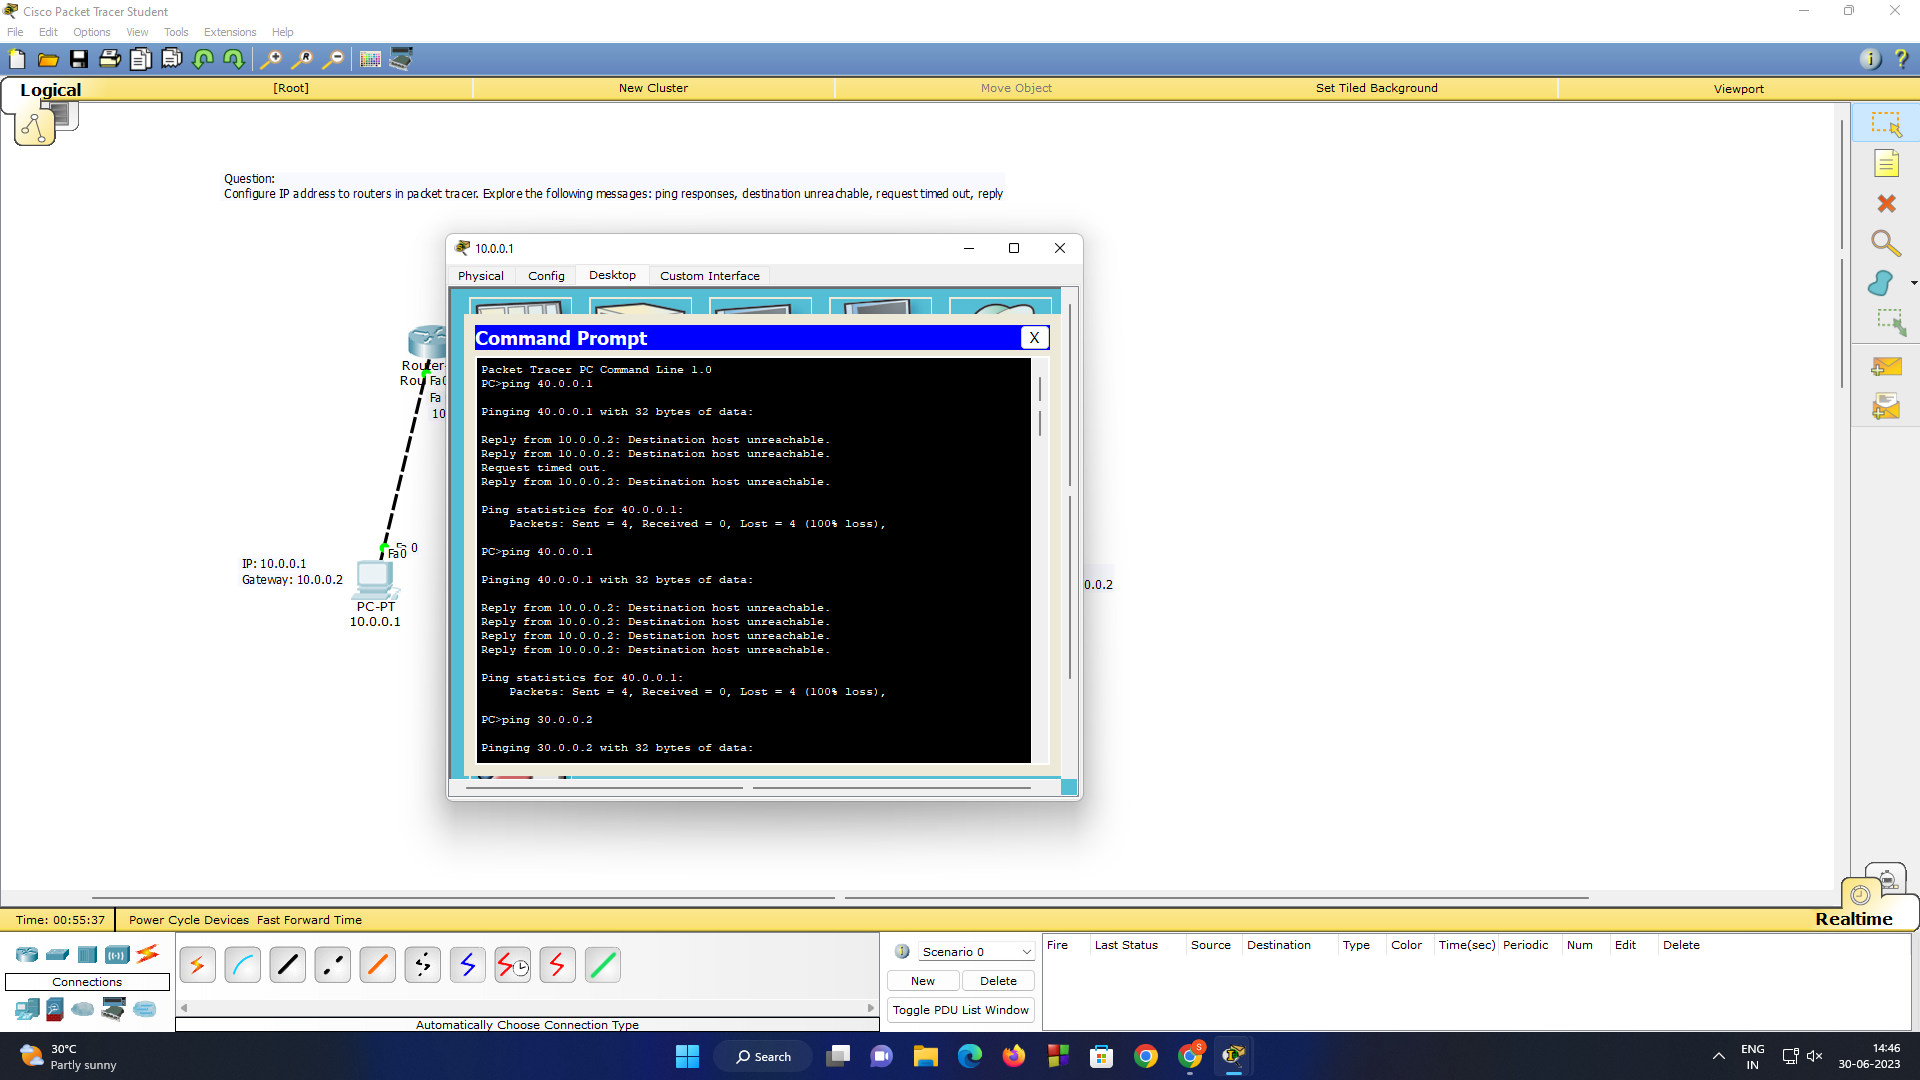 Cisco Packet Tracer Student
File Edit Options View Tools Extensions Help
Logical [Root] New Cluster Move Object Set Tiled Background Viewport
Question:
Configure IP address to routers in packet tracer. Explore the following messages: ping responses, destination unreachable, request timed out, reply
10.0.0.1
Physical Config Desktop Custom Interface
Command Prompt X
Packet Tracer PC Command Line 1.0
PC>ping 40.0.0.1
Pinging 40.0.0.1 with 32 bytes of data:
Reply from 10.0.0.2: Destination host unreachable.
Reply from 10.0.0.2: Destination host unreachable.
Request timed out.
Reply from 10.0.0.2: Destination host unreachable.
Ping statistics for 40.0.0.1:
Packets: Sent = 4, Received = 0, Lost = 4 (100% loss),
PC>ping 40.0.0.1
Pinging 40.0.0.1 with 32 bytes of data:
Reply from 10.0.0.2: Destination host unreachable.
Reply from 10.0.0.2: Destination host unreachable.
Reply from 10.0.0.2: Destination host unreachable.
Reply from 10.0.0.2: Destination host unreachable.
Ping statistics for 40.0.0.1:
Packets: Sent = 4, Received = 0, Lost = 4 (100% loss),
PC>ping 30.0.0.2
Pinging 30.0.0.2 with 32 bytes of data:
Router
Rou Fa0
Fa
10
Fa0 0
IP: 10.0.0.1
Gateway: 10.0.0.2
PC-PT
10.0.0.1
0.0.2
Time: 00:55:37 Power Cycle Devices Fast Forward Time Realtime
Connections
Automatically Choose Connection Type
Scenario 0
New Delete
Toggle PDU List Window
Fire Last Status Source Destination Type Color Time(sec) Periodic Num Edit Delete
30°C
Partly sunny
Search
S
ENG
IN
14:46
30-06-2023